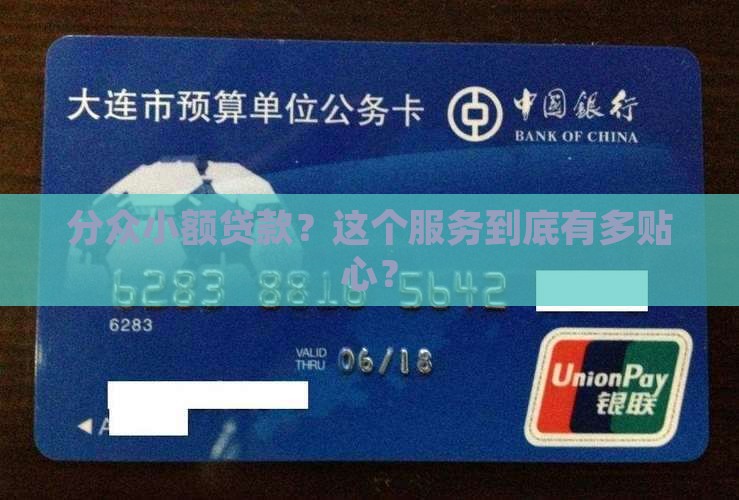 大连市预算单位公务卡
中国银行
BANK OF CHINA
分众小额贷款？这个服务到底有多贴
心？
6283 8818 5642
6283
VALID
THRU
06/18
UnionPay
银联